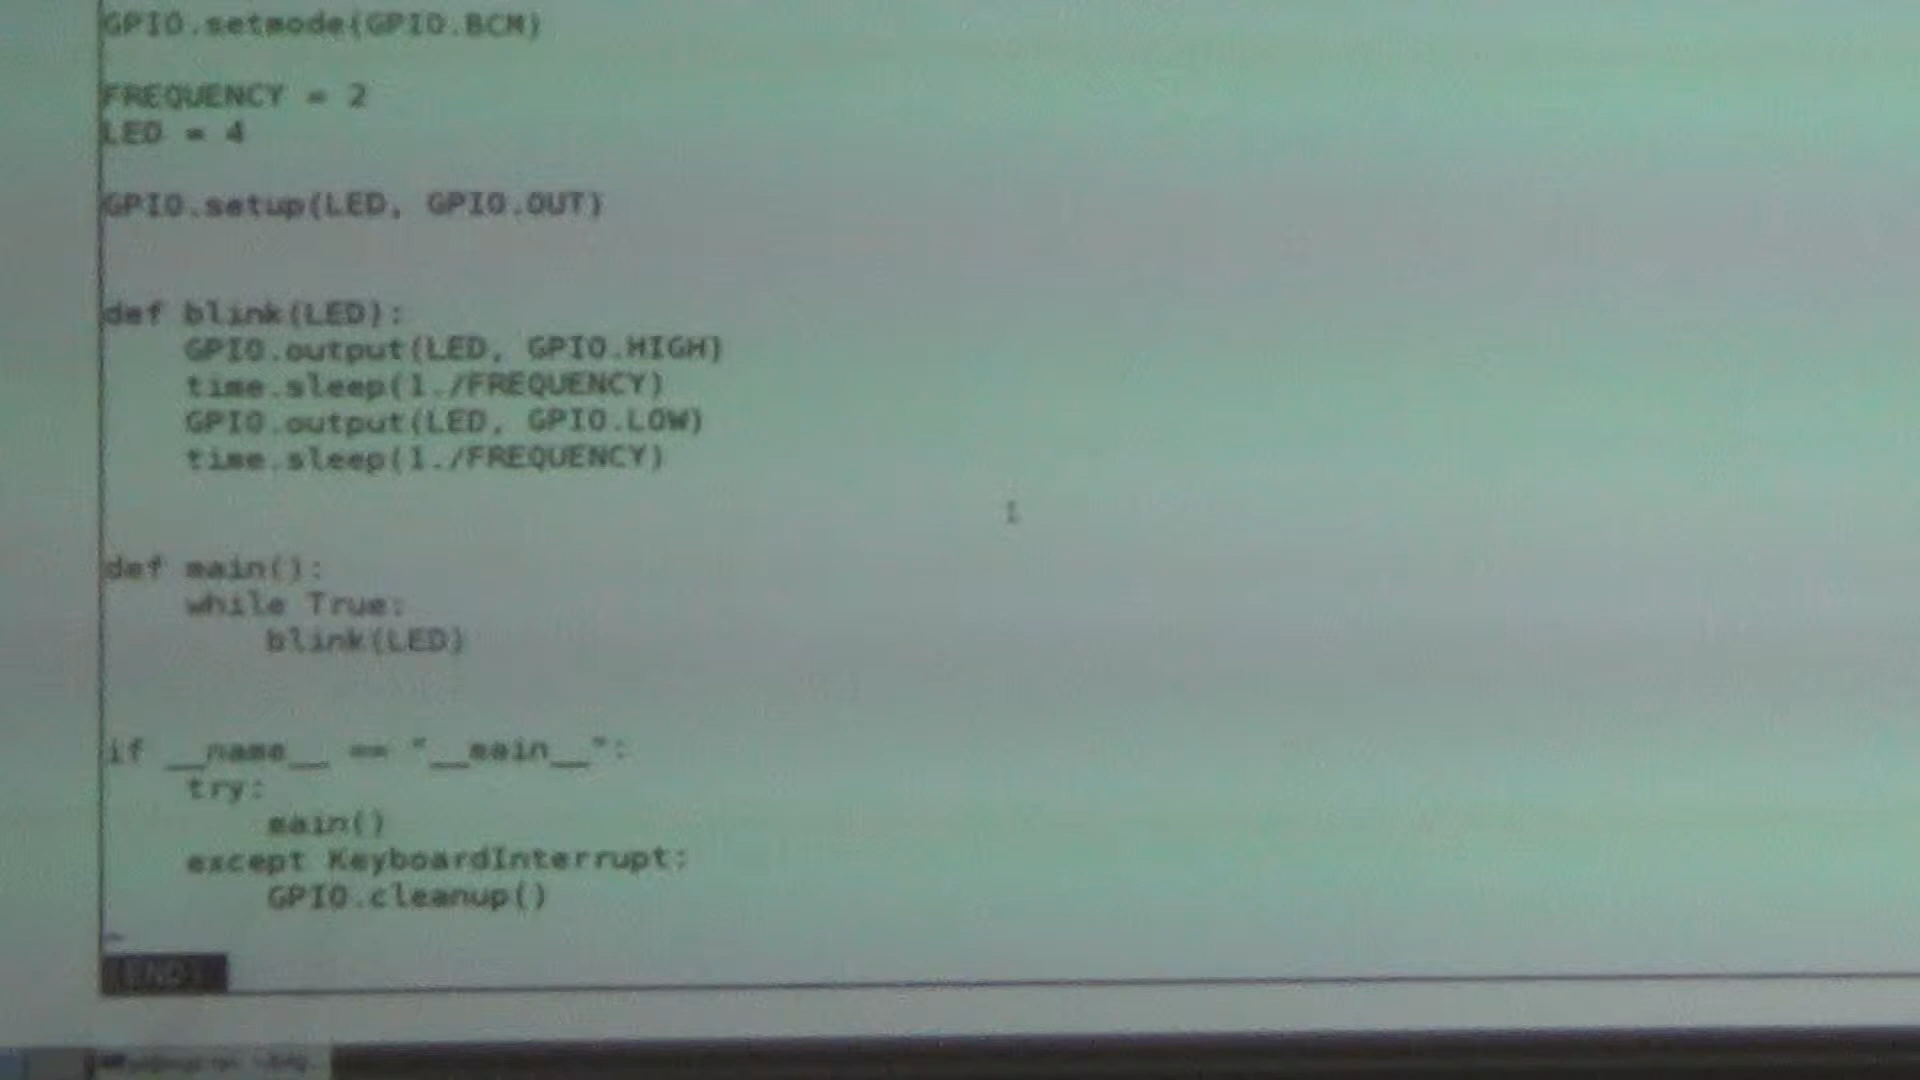 GPIO.setmode(GPIO.BCM)
FREQUENCY = 2
LED = 4
GPIO.setup(LED, GPIO.OUT)
def blink(LED):
GPIO.output(LED, GPIO.HIGH)
time.sleep(1./FREQUENCY)
GPIO.output(LED, GPIO.LOW)
time.sleep(1./FREQUENCY)
def main():
while True:
blink(LED)
if __name__ == "__main__":
try:
main()
except KeyboardInterrupt:
GPIO.cleanup()
~
(END)